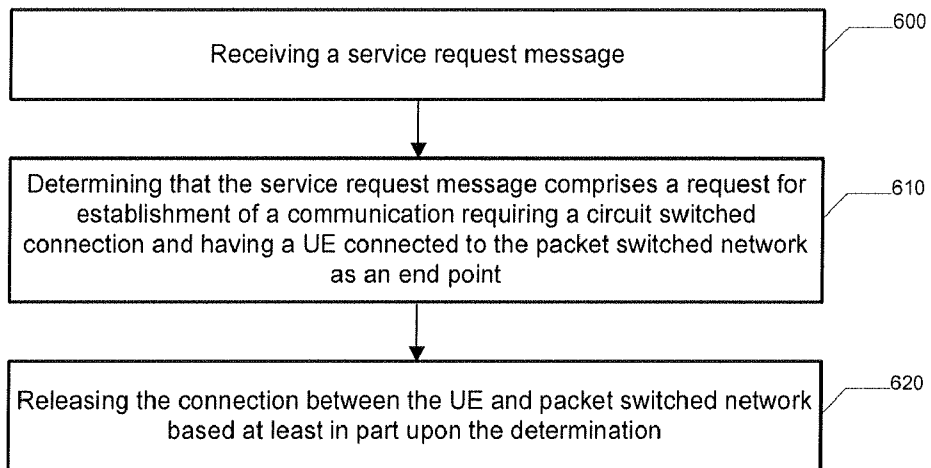 600
Receiving a service request message
610
Determining that the service request message comprises a request for
establishment of a communication requiring a circuit switched
connection and having a UE connected to the packet switched network
as an end point
620
Releasing the connection between the UE and packet switched network
based at least in part upon the determination